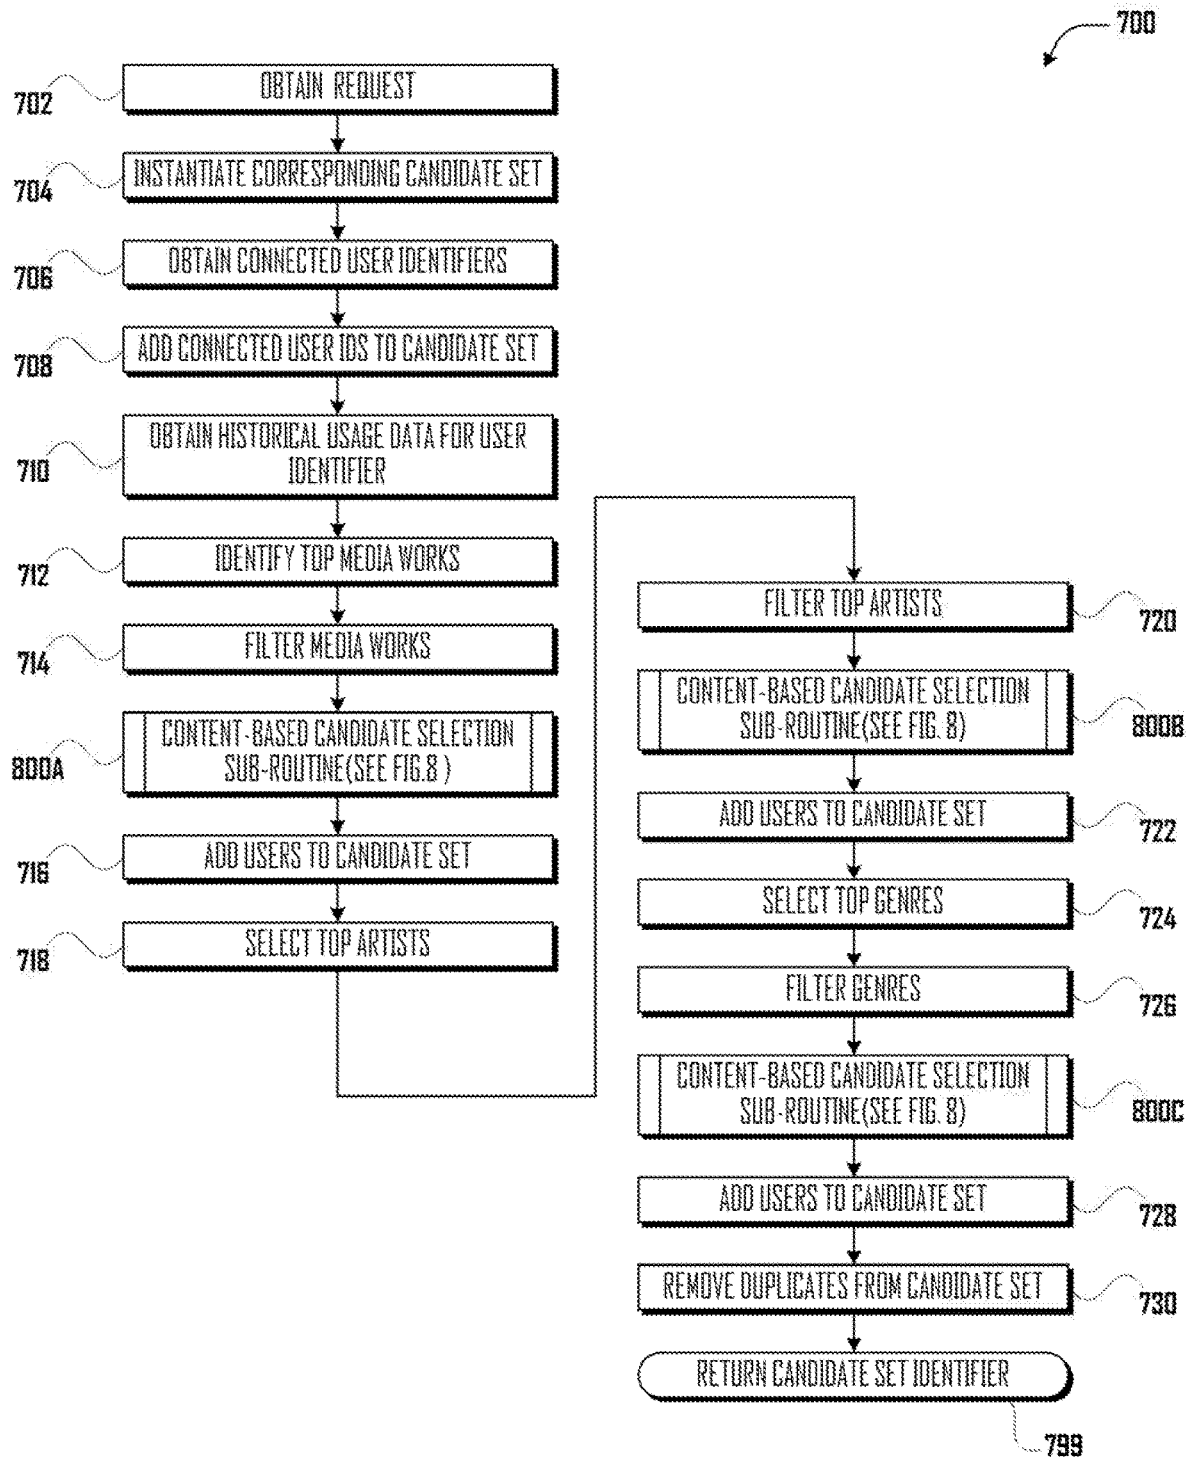 700
702
OBTAIN REQUEST
704
INSTANTIATE CORRESPONDING CANDIDATE SET
706
OBTAIN CONNECTED USER IDENTIFIERS
708
ADD CONNECTED USER IDS TO CANDIDATE SET
710
OBTAIN HISTORICAL USAGE DATA FOR USER
IDENTIFIER
712
IDENTIFY TOP MEDIA WORKS
714
FILTER MEDIA WORKS
800A
CONTENT-BASED CANDIDATE SELECTION
SUB-ROUTINE(SEE FIG.8 )
716
ADD USERS TO CANDIDATE SET
718
SELECT TOP ARTISTS
FILTER TOP ARTISTS
720
CONTENT-BASED CANDIDATE SELECTION
SUB-ROUTINE(SEE FIG. 8)
800B
ADD USERS TO CANDIDATE SET
722
SELECT TOP GENRES
724
FILTER GENRES
726
CONTENT-BASED CANDIDATE SELECTION
SUB-ROUTINE(SEE FIG. 8)
800C
ADD USERS TO CANDIDATE SET
728
REMOVE DUPLICATES FROM CANDIDATE SET
730
RETURN CANDIDATE SET IDENTIFIER
799